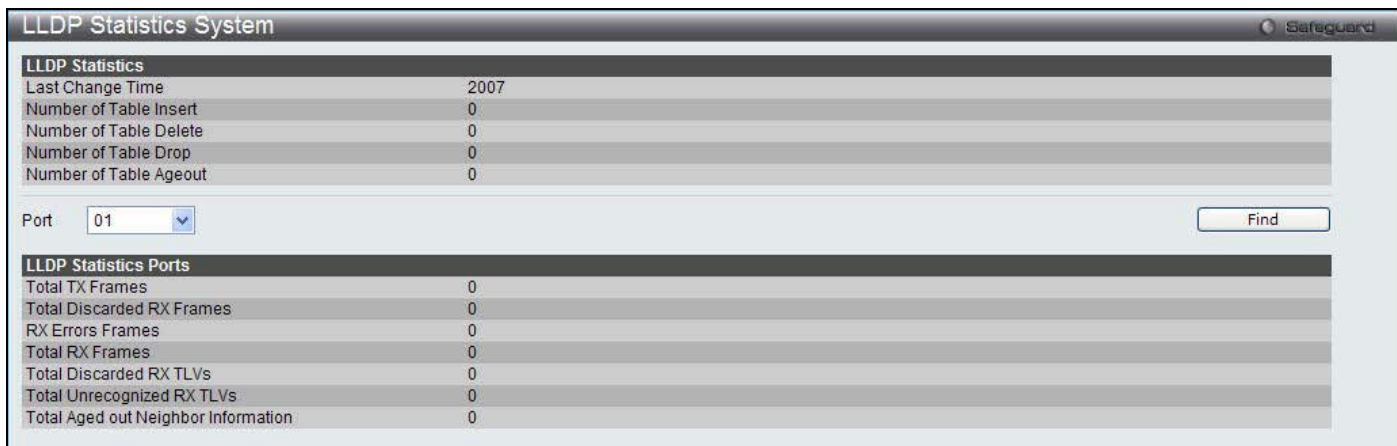 LLDP Statistics System
Safeguard
LLDP Statistics
Last Change Time 2007
Number of Table Insert 0
Number of Table Delete 0
Number of Table Drop 0
Number of Table Ageout 0
Port 01 Find
LLDP Statistics Ports
Total TX Frames 0
Total Discarded RX Frames 0
RX Errors Frames 0
Total RX Frames 0
Total Discarded RX TLVs 0
Total Unrecognized RX TLVs 0
Total Aged out Neighbor Information 0